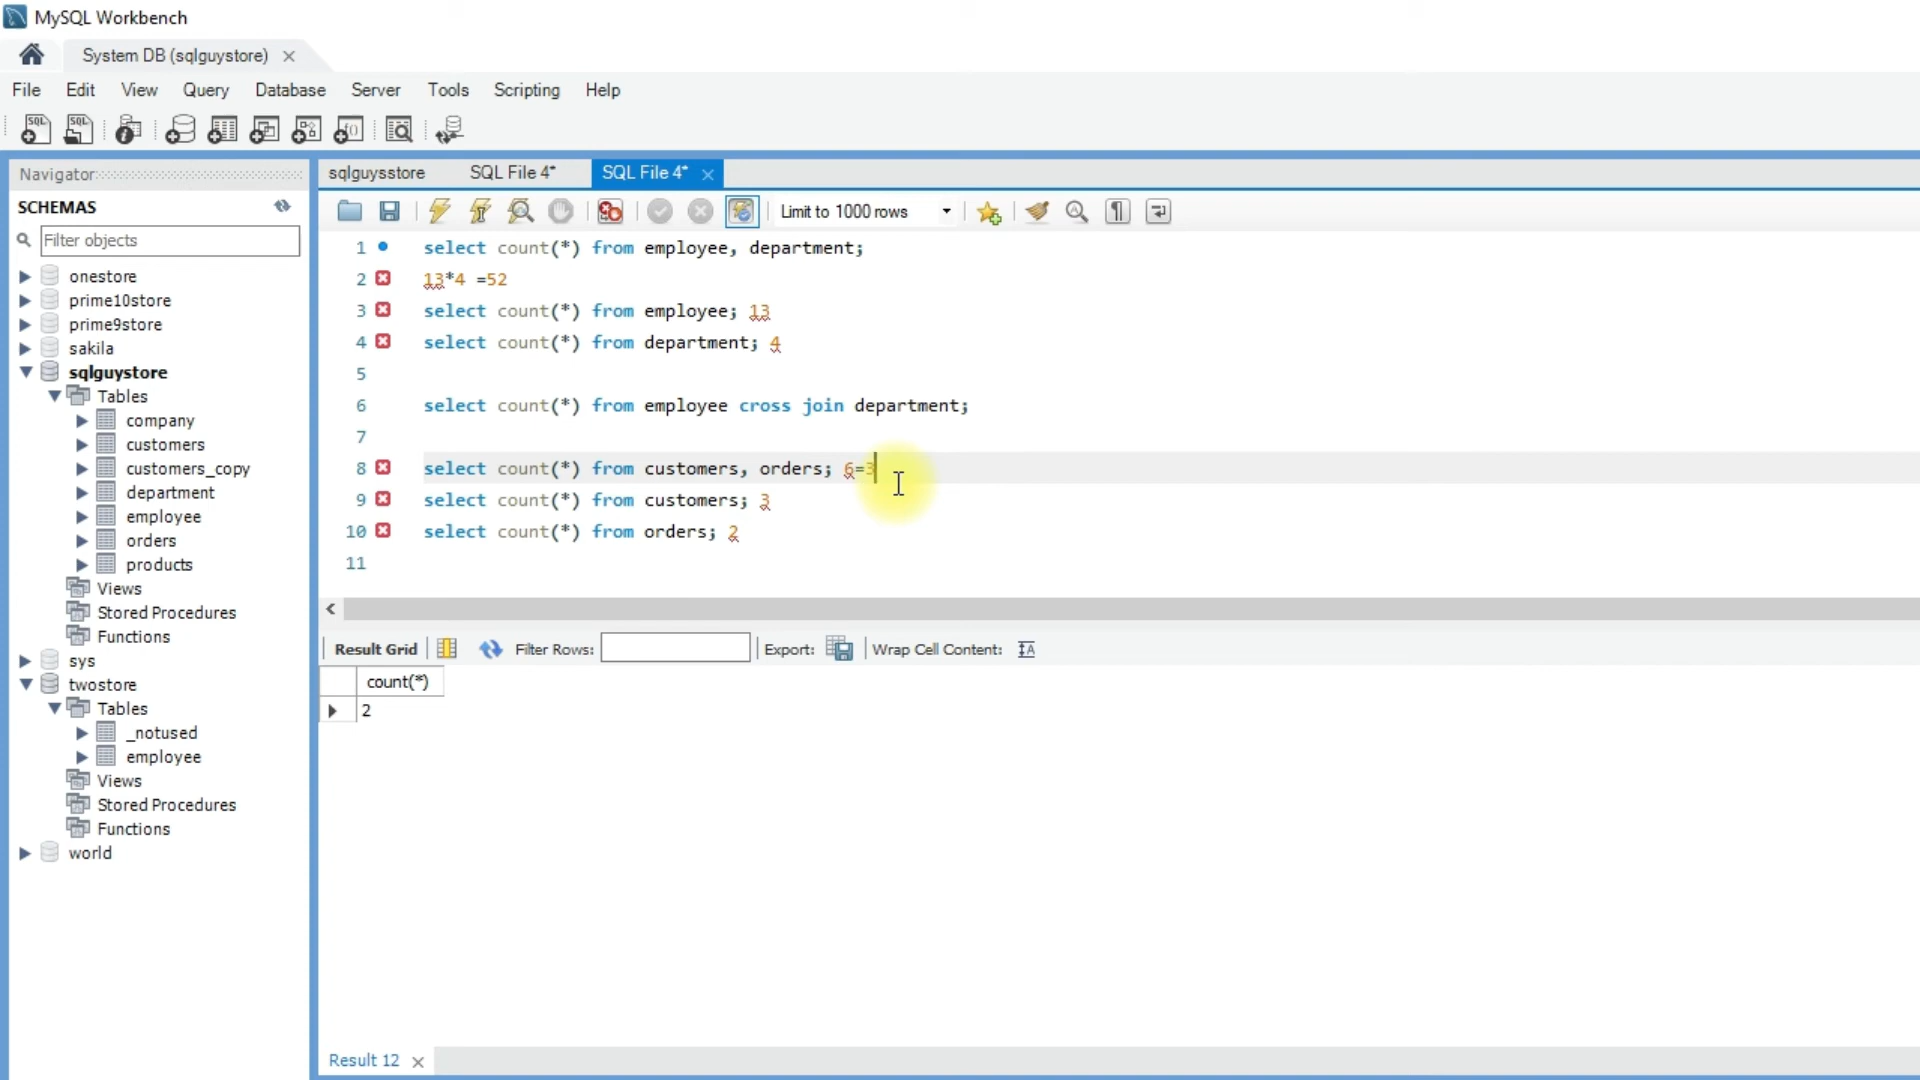 MySQL Workbench
System DB (sqlguystore)
File Edit View Query Database Server Tools Scripting Help
Navigator
SCHEMAS
Filter objects
onestore
prime10store
prime9store
sakila
sqlguystore
Tables
company
customers
customers_copy
department
employee
orders
products
Views
Stored Procedures
Functions
sys
twostore
Tables
_notused
employee
Views
Stored Procedures
Functions
world
sqlguysstore SQL File 4* SQL File 4*
Limit to 1000 rows
1 select count(*) from employee, department;
2 13*4 =52
3 select count(*) from employee; 13
4 select count(*) from department; 4
5
6 select count(*) from employee cross join department;
7
8 select count(*) from customers, orders; 6=3
9 select count(*) from customers; 3
10 select count(*) from orders; 2
11
Result Grid Filter Rows: Export: Wrap Cell Content:
count(*)
2
Result 12